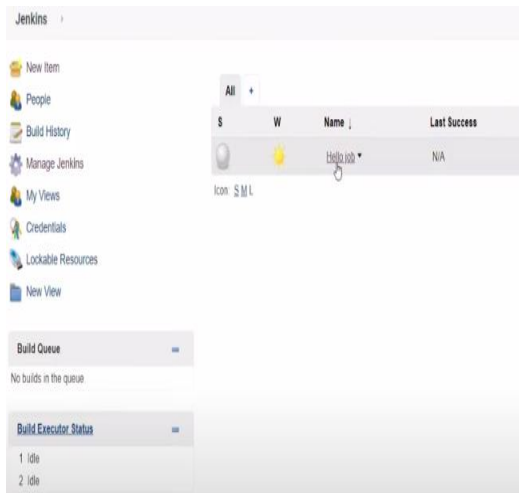 Jenkins
New Item
People
Build History
Manage Jenkins
My Views
Credentials
Lockable Resources
New View
All +
S W Name ↓ Last Success
Hello job N/A
Icon S M L
Build Queue
No builds in the queue
Build Executor Status
1 Idle
2 Idle